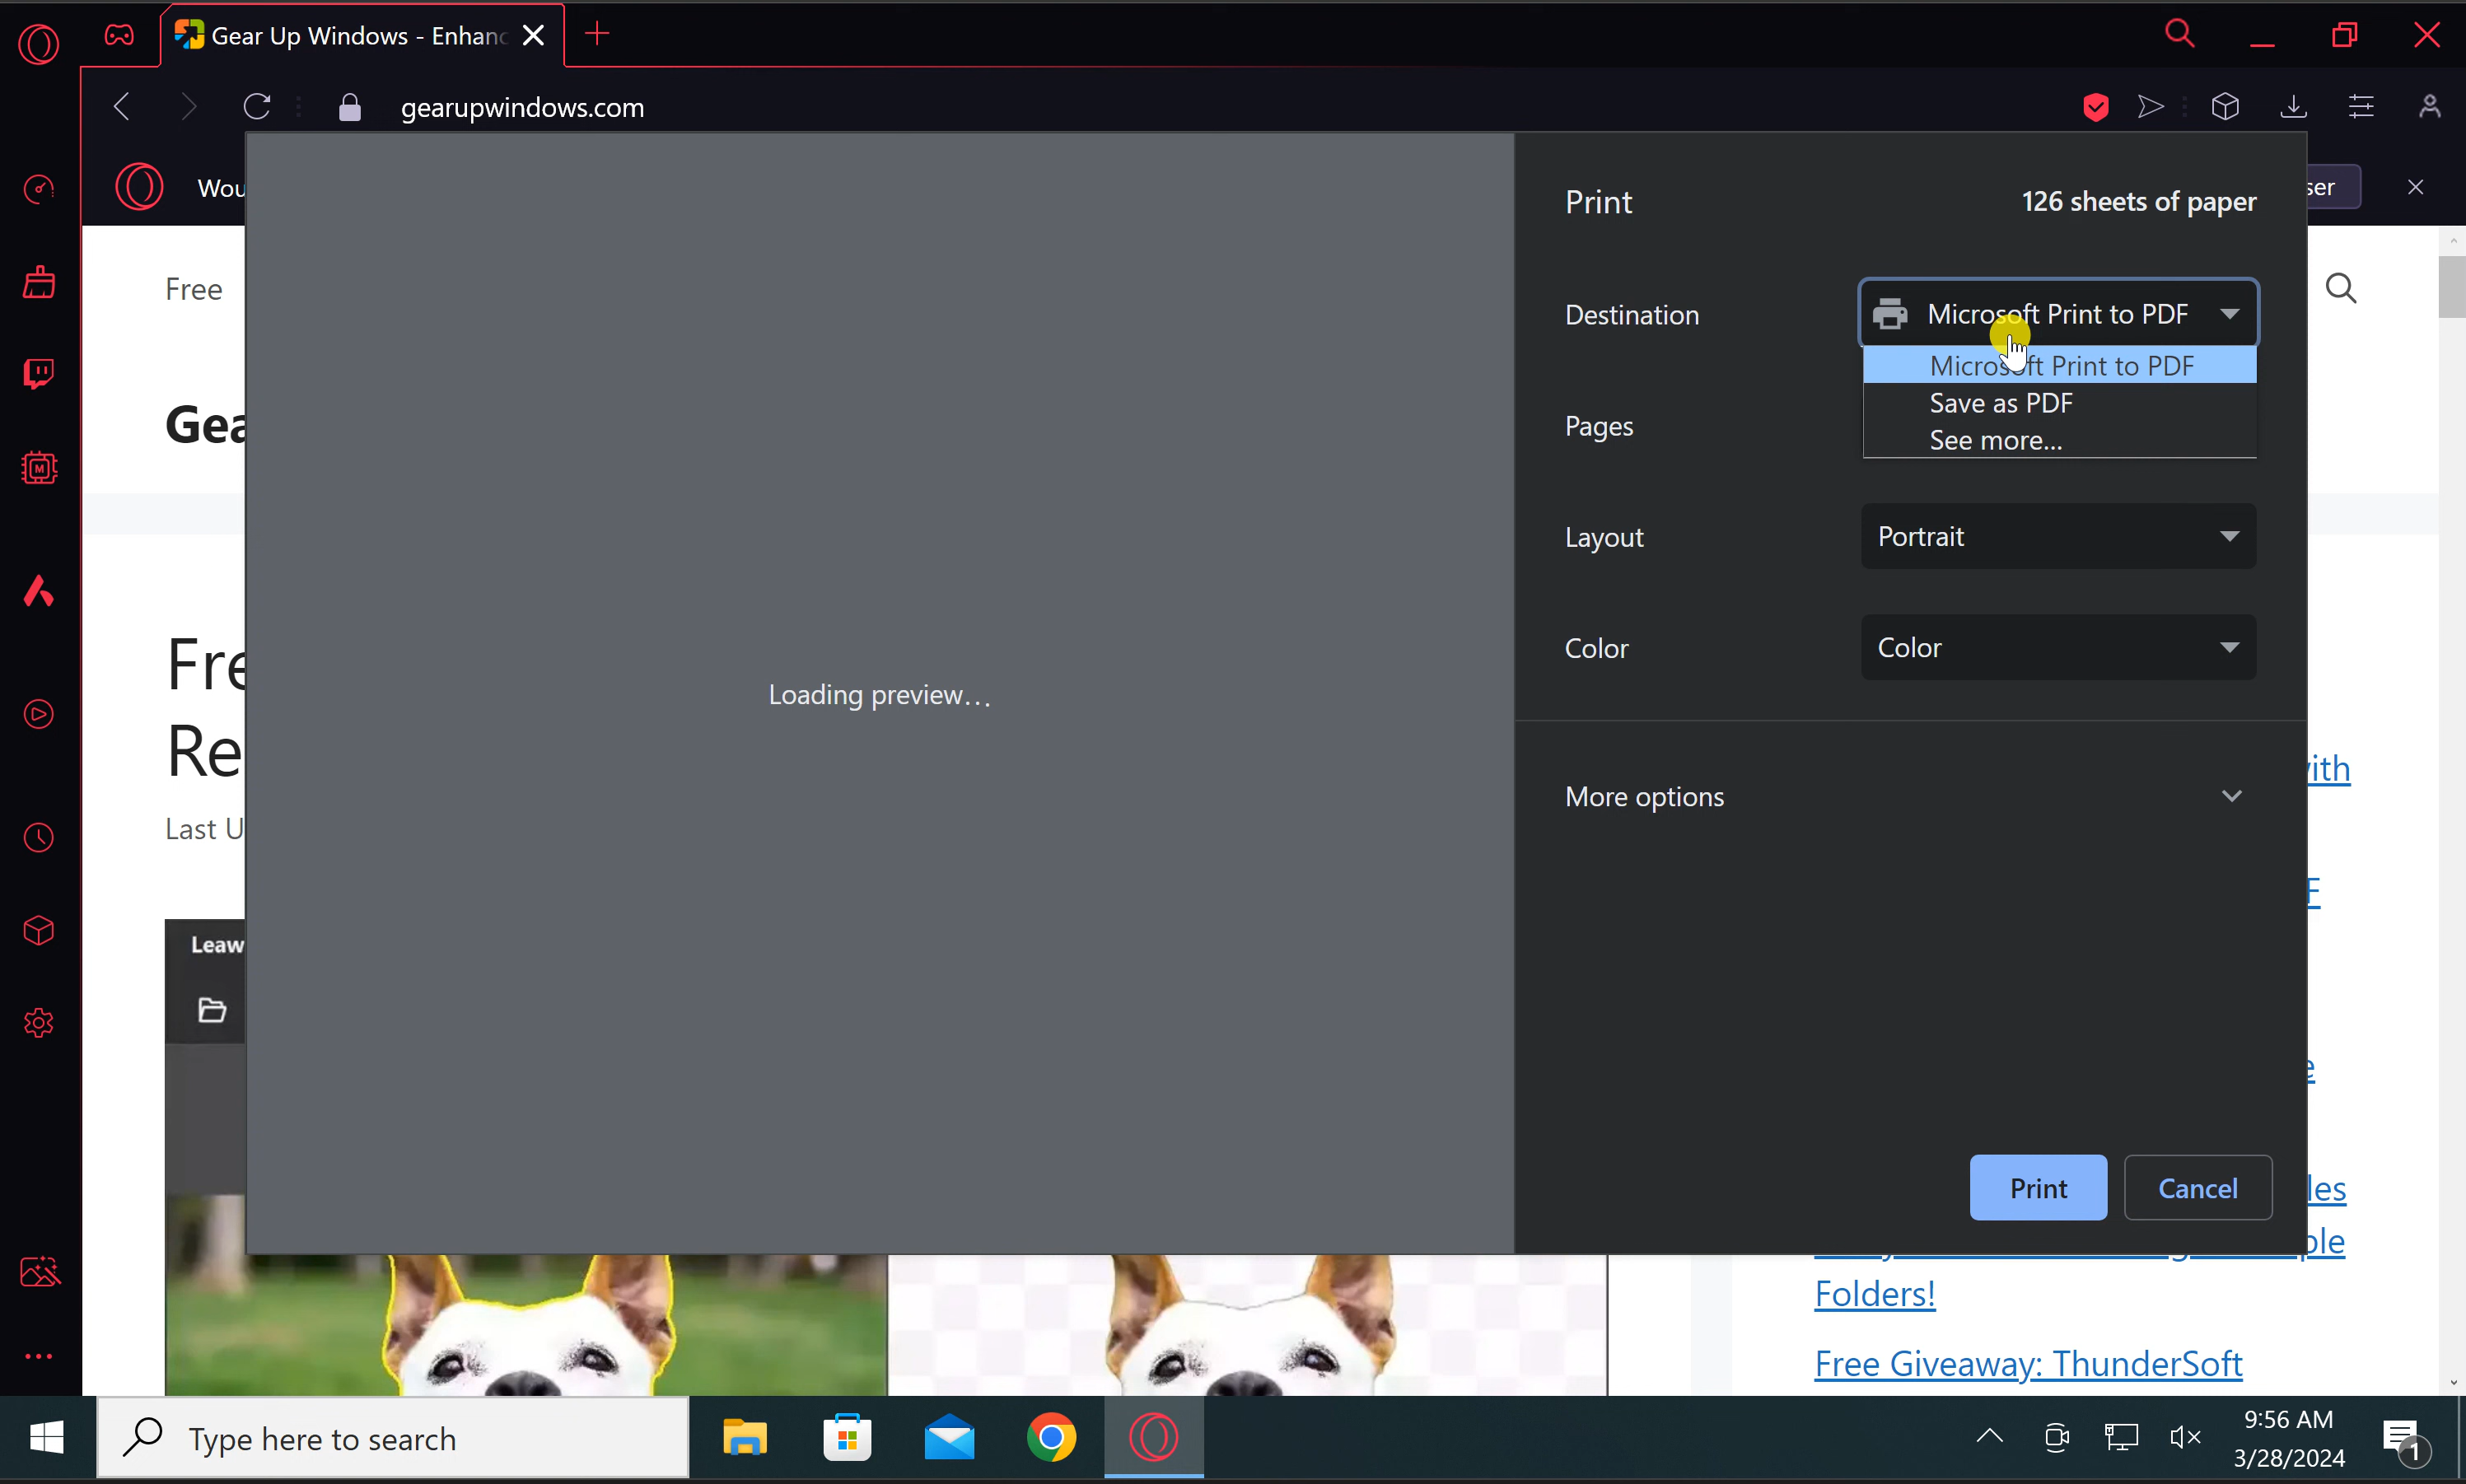 Gear Up Windows - Enhanc
gearupwindows.com
Wou
ser
Free
Gea
Fre
Re
Last U
Leaw
Loading preview...
Print
126 sheets of paper
Destination
Microsoft Print to PDF
Microsoft Print to PDF
Save as PDF
See more...
Pages
Layout
Portrait
Color
Color
More options
Print
Cancel
ith
F
e
les
ple
Folders!
Free Giveaway: ThunderSoft
Type here to search
9:56 AM
3/28/2024
1